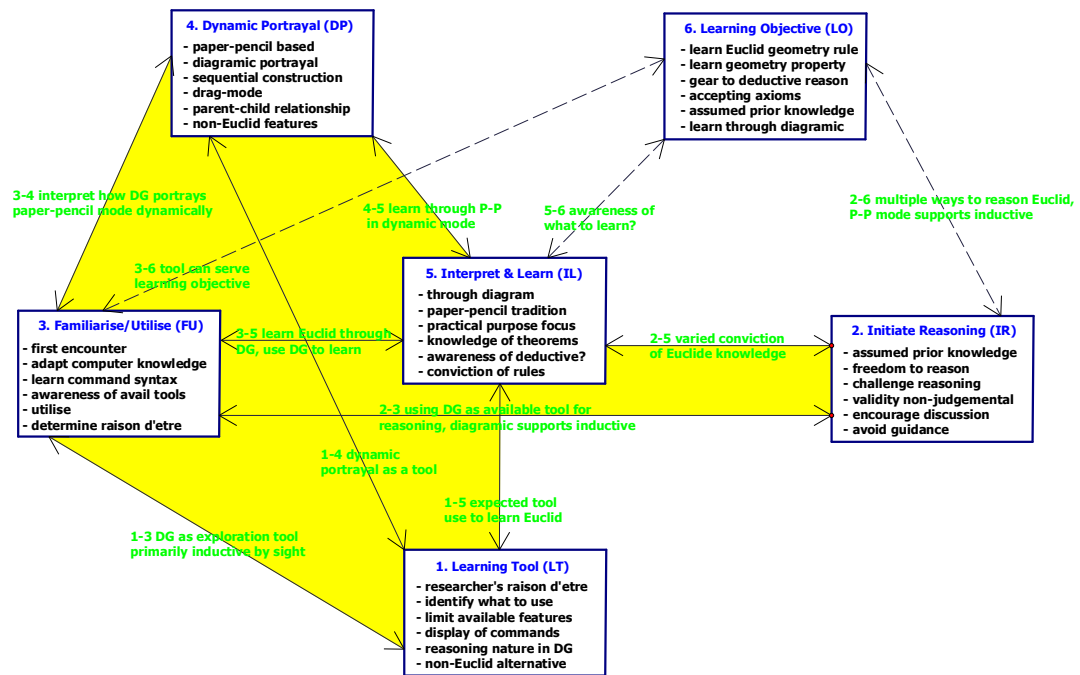 4. Dynamic Portrayal (DP)
- paper-pencil based
- diagramic portrayal
- sequential construction
- drag-mode
- parent-child relationship
- non-Euclid features
6. Learning Objective (LO)
- learn Euclid geometry rule
- learn geometry property
- gear to deductive reason
- accepting axioms
- assumed prior knowledge
- learn through diagramic
3-4 interpret how DG portrays
paper-pencil mode dynamically
4-5 learn through P-P
in dynamic mode
5-6 awareness of
what to learn?
2-6 multiple ways to reason Euclid,
P-P mode supports inductive
3-6 tool can serve
learning objective
5. Interpret & Learn (IL)
- through diagram
- paper-pencil tradition
- practical purpose focus
- knowledge of theorems
- awareness of deductive?
- conviction of rules
3. Familiarise/Utilise (FU)
- first encounter
- adapt computer knowledge
- learn command syntax
- awareness of avail tools
- utilise
- determine raison d'etre
3-5 learn Euclid through
DG, use DG to learn
2-5 varied conviction
of Euclide knowledge
2. Initiate Reasoning (IR)
- assumed prior knowledge
- freedom to reason
- challenge reasoning
- validity non-judgemental
- encourage discussion
- avoid guidance
2-3 using DG as available tool for
reasoning, diagramic supports inductive
1-4 dynamic
portrayal as a tool
1-5 expected tool
use to learn Euclid
1-3 DG as exploration tool
primarily inductive by sight
1. Learning Tool (LT)
- researcher's raison d'etre
- identify what to use
- limit available features
- display of commands
- reasoning nature in DG
- non-Euclid alternative